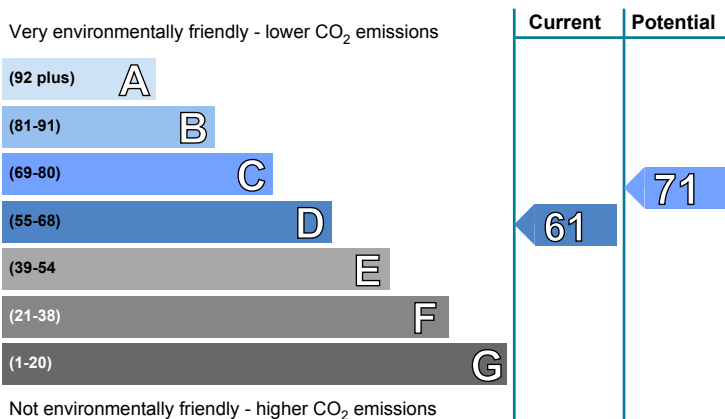 Very environmentally friendly - lower CO2 emissions
Current
Potential
(92 plus) A
(81-91) B
(69-80) C
(55-68) D
(39-54 E
(21-38) F
(1-20) G
61
71
Not environmentally friendly - higher CO2 emissions